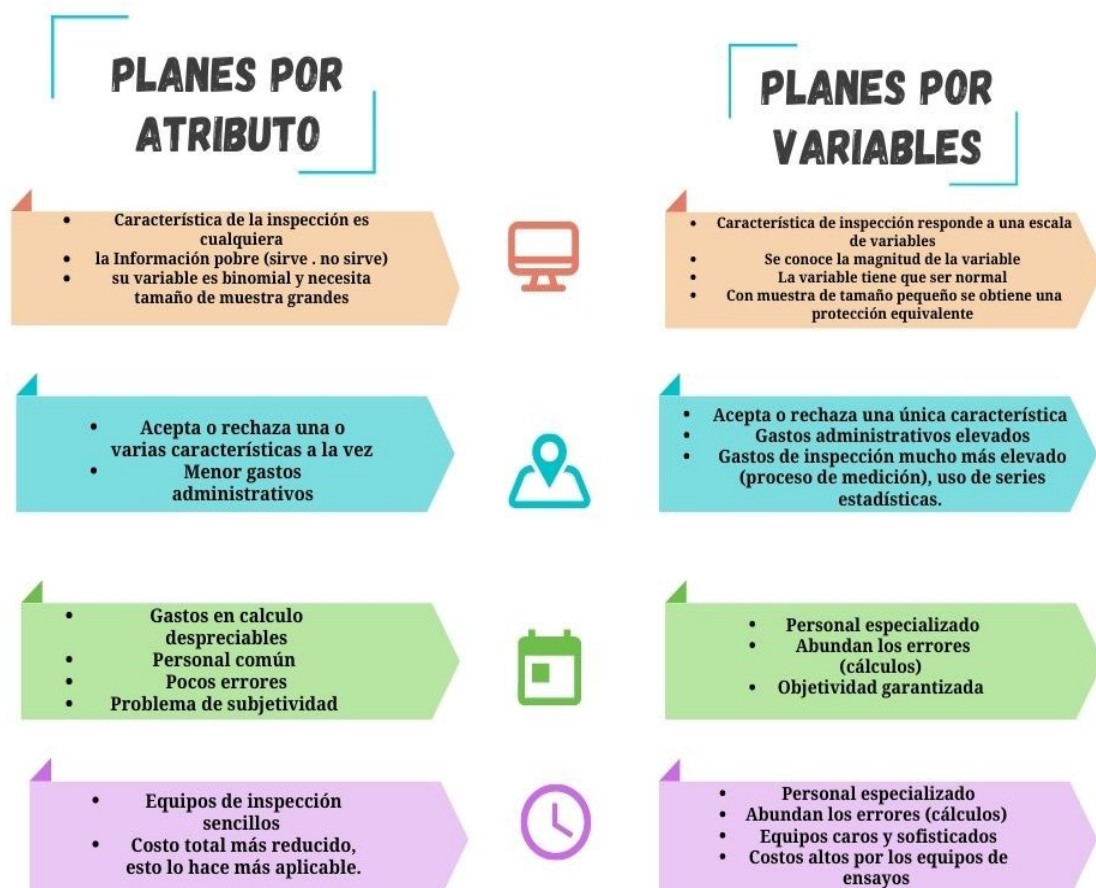 PLANES POR
ATRIBUTO
• Característica de la inspección es
cualquiera
• la Información pobre (sirve . no sirve)
• su variable es binomial y necesita
tamaño de muestra grandes
• Acepta o rechaza una o
varias características a la vez
• Menor gastos
administrativos
• Gastos en calculo
despreciables
• Personal común
• Pocos errores
• Problema de subjetividad
• Equipos de inspección
sencillos
• Costo total más reducido,
esto lo hace más aplicable.
PLANES POR
VARIABLES
• Característica de inspección responde a una escala
de variables
• Se conoce la magnitud de la variable
• La variable tiene que ser normal
• Con muestra de tamaño pequeño se obtiene una
protección equivalente
• Acepta o rechaza una única característica
• Gastos administrativos elevados
• Gastos de inspección mucho más elevado
(proceso de medición), uso de series
estadísticas.
• Personal especializado
• Abundan los errores
(cálculos)
• Objetividad garantizada
• Personal especializado
• Abundan los errores (cálculos)
• Equipos caros y sofisticados
• Costos altos por los equipos de
ensayos